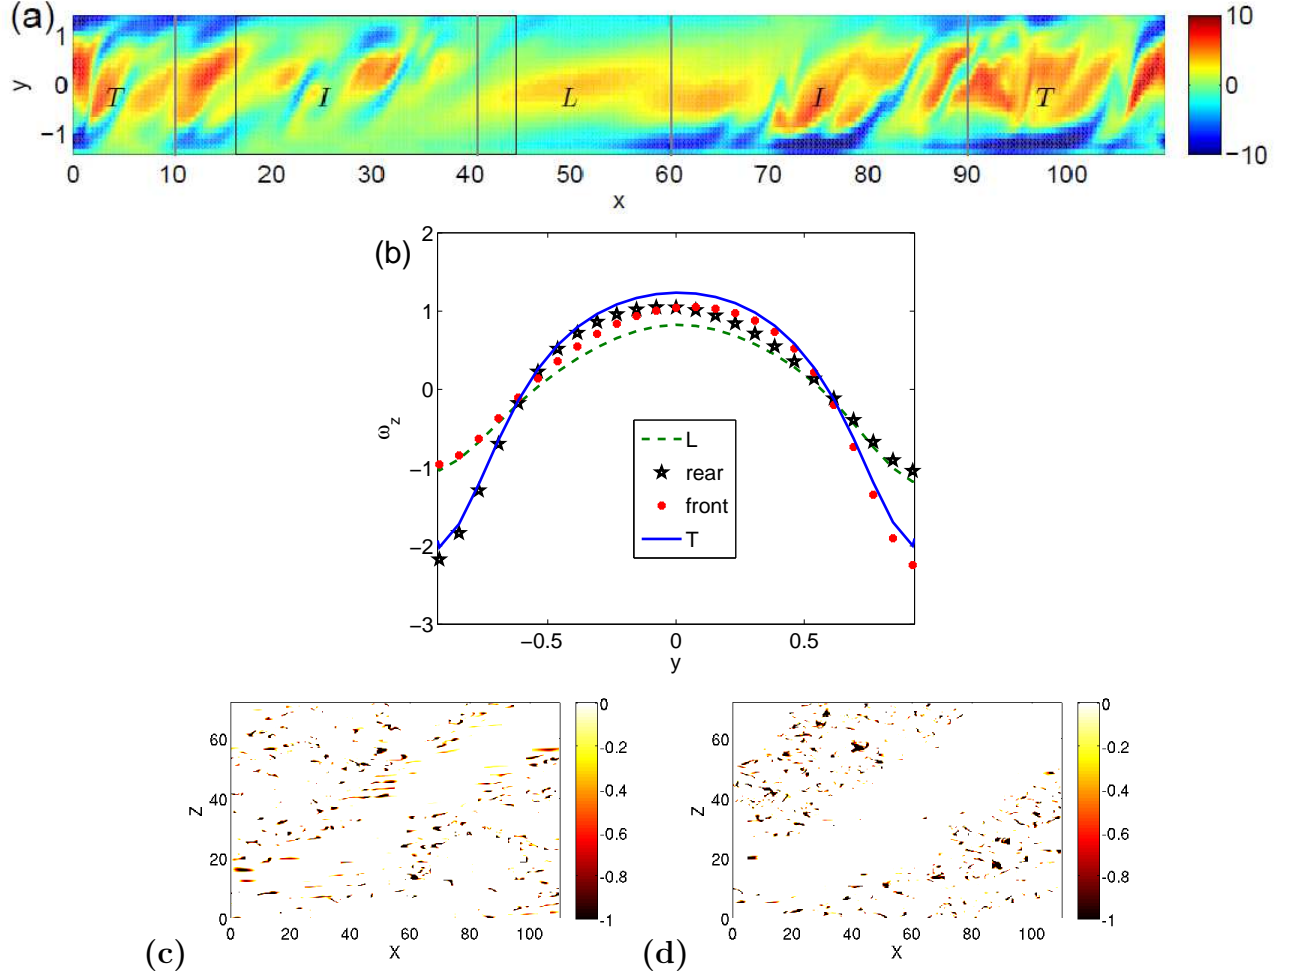 (a)
y
1
0
−1
T
I
L
I
T
0 10 20 30 40 50 60 70 80 90 100
x
10
0
−10
(b)
ω_z
2
1
0
−1
−2
−3
L
rear
front
T
−0.5 0 0.5
y
60
40
20
0
Z
0 20 40 60 80 100
X
0
-0.2
-0.4
-0.6
-0.8
-1
(c)
60
40
20
0
Z
0 20 40 60 80 100
X
0
-0.2
-0.4
-0.6
-0.8
-1
(d)